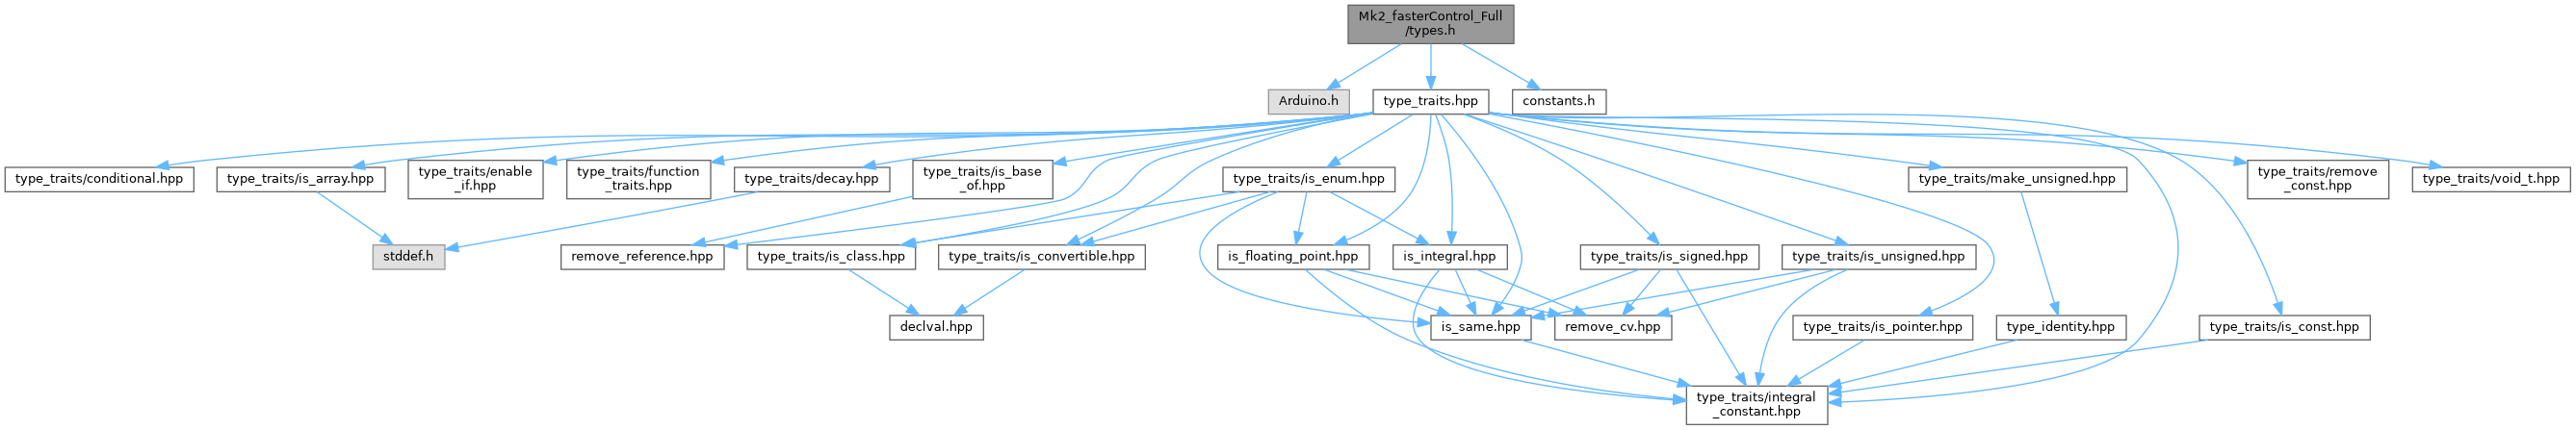 Mk2_fasterControl_Full
/types.h
Arduino.h
type_traits.hpp
constants.h
type_traits/conditional.hpp
type_traits/is_array.hpp
type_traits/enable
_if.hpp
type_traits/function
_traits.hpp
type_traits/decay.hpp
type_traits/is_base
_of.hpp
type_traits/is_enum.hpp
type_traits/make_unsigned.hpp
type_traits/remove
_const.hpp
type_traits/void_t.hpp
stddef.h
remove_reference.hpp
type_traits/is_class.hpp
type_traits/is_convertible.hpp
is_floating_point.hpp
is_integral.hpp
type_traits/is_signed.hpp
type_traits/is_unsigned.hpp
declval.hpp
is_same.hpp
remove_cv.hpp
type_traits/is_pointer.hpp
type_identity.hpp
type_traits/is_const.hpp
type_traits/integral
_constant.hpp